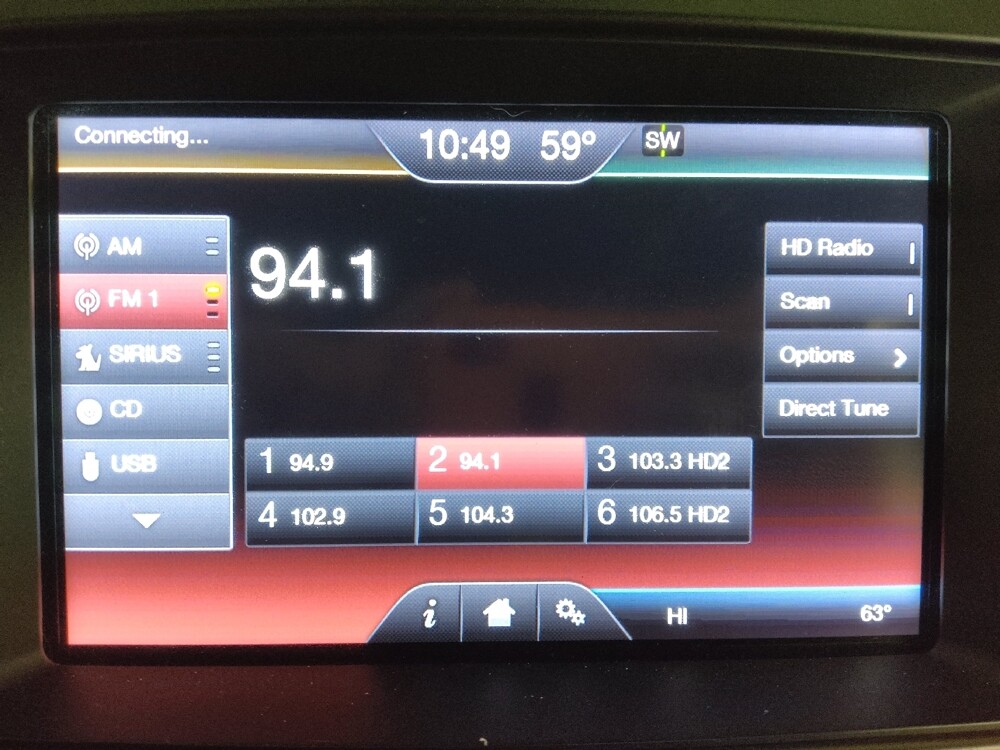 Connecting...
10:49 59°
SW
AM
FM 1
SIRIUS
CD
USB
94.1
HD Radio
Scan
Options
Direct Tune
1 94.9
2 94.1
3 103.3 HD2
4 102.9
5 104.3
6 106.5 HD2
i
HI
63°